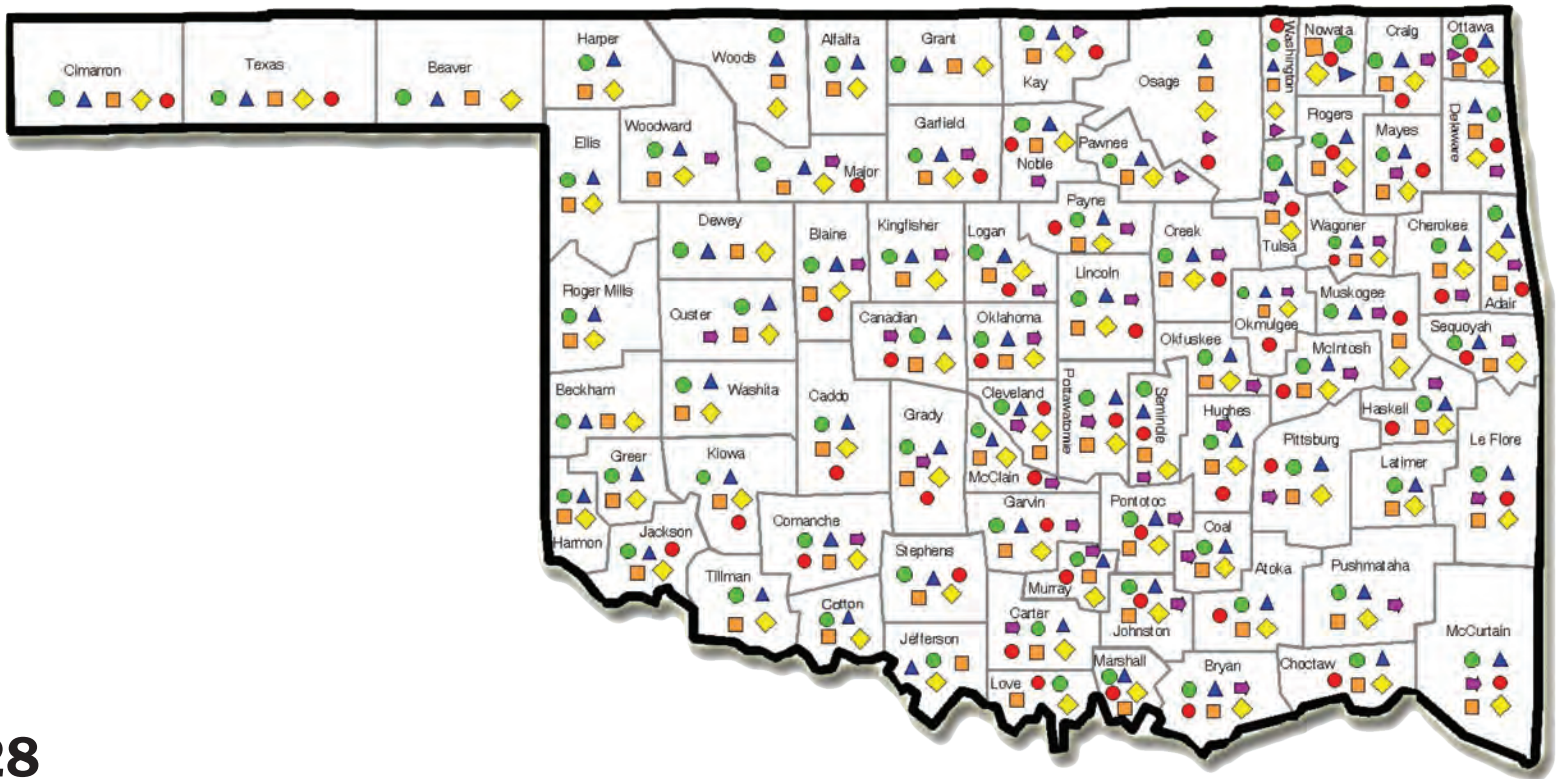 Cimarron
Texas
Beaver
Harper
Woods
Alfalfa
Grant
Kay
Osage
Washington
Nowata
Craig
Ottawa
Ellis
Woodward
Major
Garfield
Noble
Pawnee
Rogers
Mayes
Delaware
Dewey
Blaine
Kingfisher
Logan
Payne
Creek
Tulsa
Wagoner
Cherokee
Adair
Roger Mills
Custer
Canadian
Oklahoma
Lincoln
Okfuskee
Okmulgee
Muskogee
McIntosh
Sequoyah
Beckham
Washita
Caddo
Grady
Cleveland
McClain
Pottawatomie
Seminole
Hughes
Pittsburg
Haskell
Latimer
Le Flore
Greer
Kiowa
Harmon
Jackson
Comanche
Tillman
Cotton
Stephens
Garvin
Murray
Pontotoc
Coal
Atoka
Pushmataha
Jefferson
Carter
Johnston
Love
Marshall
Bryan
Choctaw
McCurtain
28